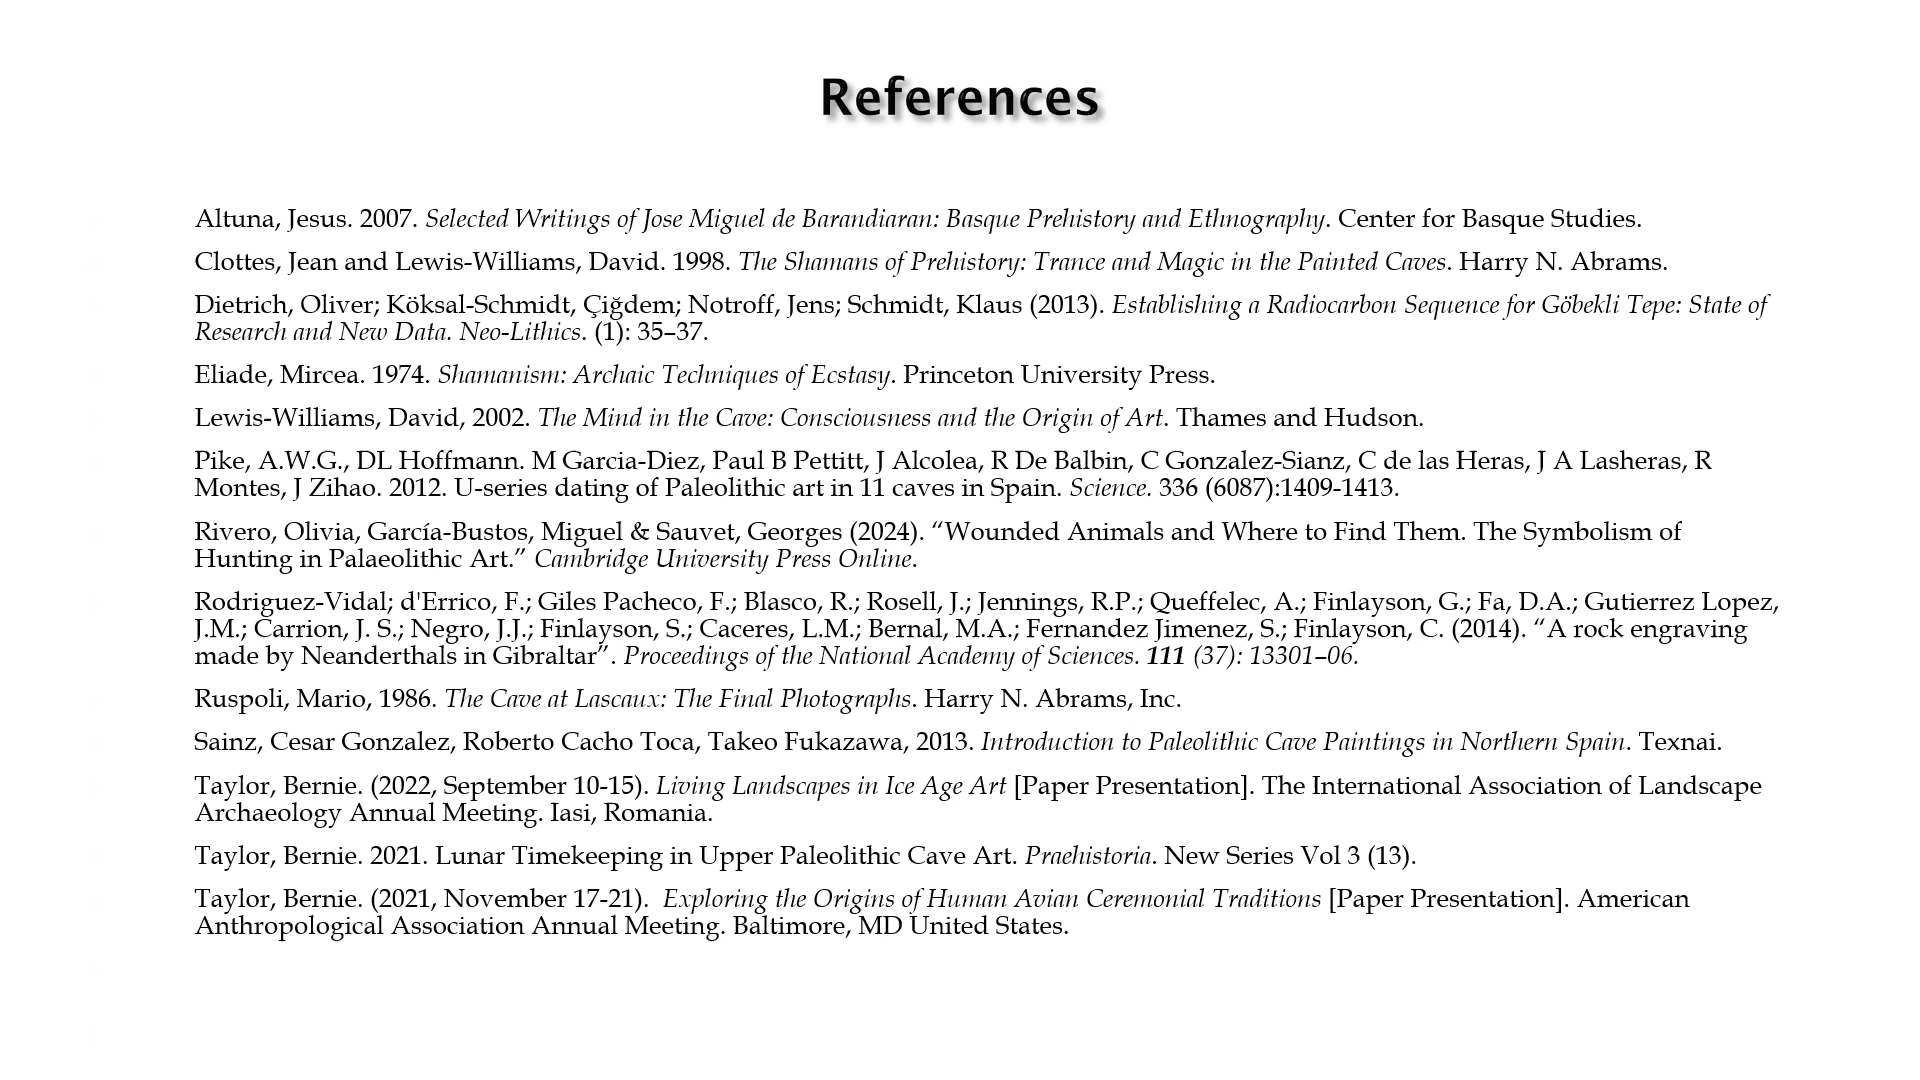 References
Altuna, Jesus. 2007. Selected Writings of Jose Miguel de Barandiaran: Basque Prehistory and Ethnography. Center for Basque Studies.
Clottes, Jean and Lewis-Williams, David. 1998. The Shamans of Prehistory: Trance and Magic in the Painted Caves. Harry N. Abrams.
Dietrich, Oliver; Köksal-Schmidt, Çiğdem; Notroff, Jens; Schmidt, Klaus (2013). Establishing a Radiocarbon Sequence for Göbekli Tepe: State of
Research and New Data. Neo-Lithics. (1): 35–37.
Eliade, Mircea. 1974. Shamanism: Archaic Techniques of Ecstasy. Princeton University Press.
Lewis-Williams, David, 2002. The Mind in the Cave: Consciousness and the Origin of Art. Thames and Hudson.
Pike, A.W.G., DL Hoffmann. M Garcia-Diez, Paul B Pettitt, J Alcolea, R De Balbin, C Gonzalez-Sianz, C de las Heras, J A Lasheras, R
Montes, J Zihao. 2012. U-series dating of Paleolithic art in 11 caves in Spain. Science. 336 (6087):1409-1413.
Rivero, Olivia, García-Bustos, Miguel & Sauvet, Georges (2024). “Wounded Animals and Where to Find Them. The Symbolism of
Hunting in Palaeolithic Art.” Cambridge University Press Online.
Rodriguez-Vidal; d'Errico, F.; Giles Pacheco, F.; Blasco, R.; Rosell, J.; Jennings, R.P.; Queffelec, A.; Finlayson, G.; Fa, D.A.; Gutierrez Lopez,
J.M.; Carrion, J. S.; Negro, J.J.; Finlayson, S.; Caceres, L.M.; Bernal, M.A.; Fernandez Jimenez, S.; Finlayson, C. (2014). “A rock engraving
made by Neanderthals in Gibraltar”. Proceedings of the National Academy of Sciences. 111 (37): 13301–06.
Ruspoli, Mario, 1986. The Cave at Lascaux: The Final Photographs. Harry N. Abrams, Inc.
Sainz, Cesar Gonzalez, Roberto Cacho Toca, Takeo Fukazawa, 2013. Introduction to Paleolithic Cave Paintings in Northern Spain. Texnai.
Taylor, Bernie. (2022, September 10-15). Living Landscapes in Ice Age Art [Paper Presentation]. The International Association of Landscape
Archaeology Annual Meeting. Iasi, Romania.
Taylor, Bernie. 2021. Lunar Timekeeping in Upper Paleolithic Cave Art. Praehistoria. New Series Vol 3 (13).
Taylor, Bernie. (2021, November 17-21).  Exploring the Origins of Human Avian Ceremonial Traditions [Paper Presentation]. American
Anthropological Association Annual Meeting. Baltimore, MD United States.